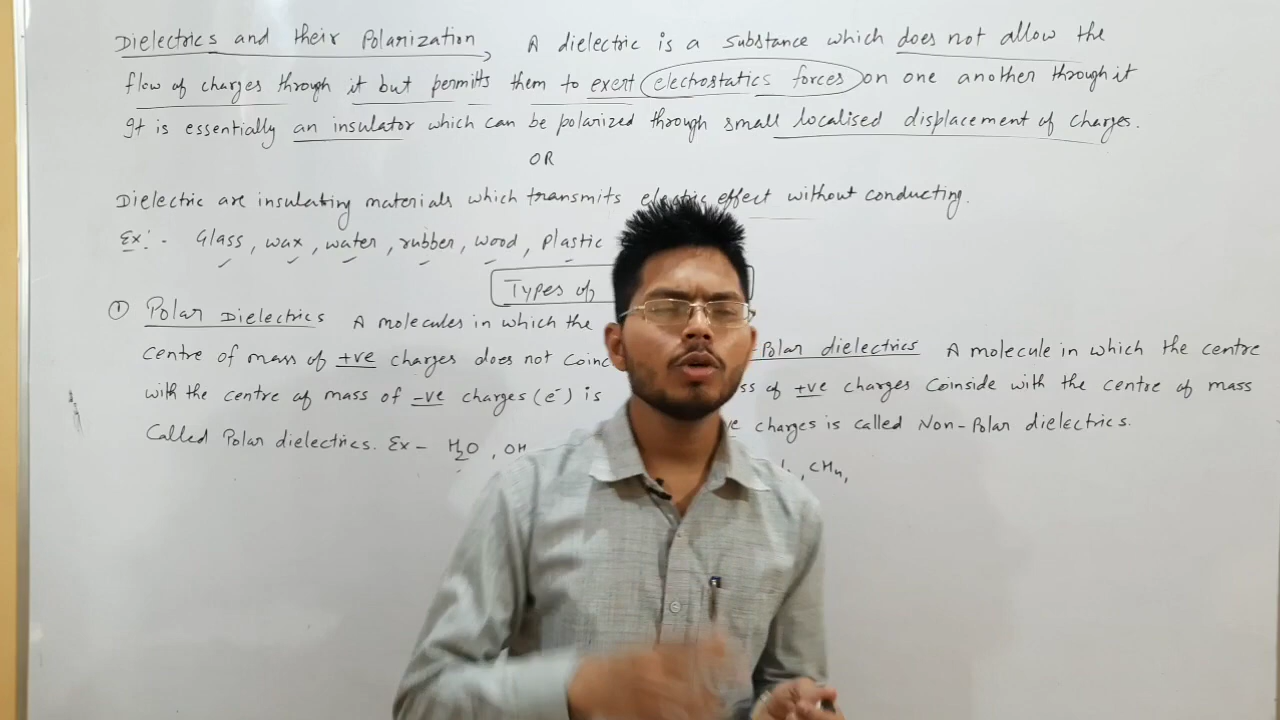 Dielectrics and their Polarization A dielectric is a substance which does not allow the
flow of charges through it but permitts them to exert electrostatics forces on one another through it
It is essentially an insulator which can be polarized through small localised displacement of charges.
OR
Dielectric are insulating materials which transmits electric effect without conducting.
Ex:- Glass, wax, water, rubber, wood, plastic
Types of
① Polar Dielectrics A molecules in which the
centre of mass of +ve charges does not
with the centre of mass of -ve charges (e⁻) is
Called Polar dielectrics. Ex - H₂O,
-Polar dielectrics A molecule in which the centre
of +ve charges Coinside with the centre of mass
charges is called Non-Polar dielectrics.
, CH₄,